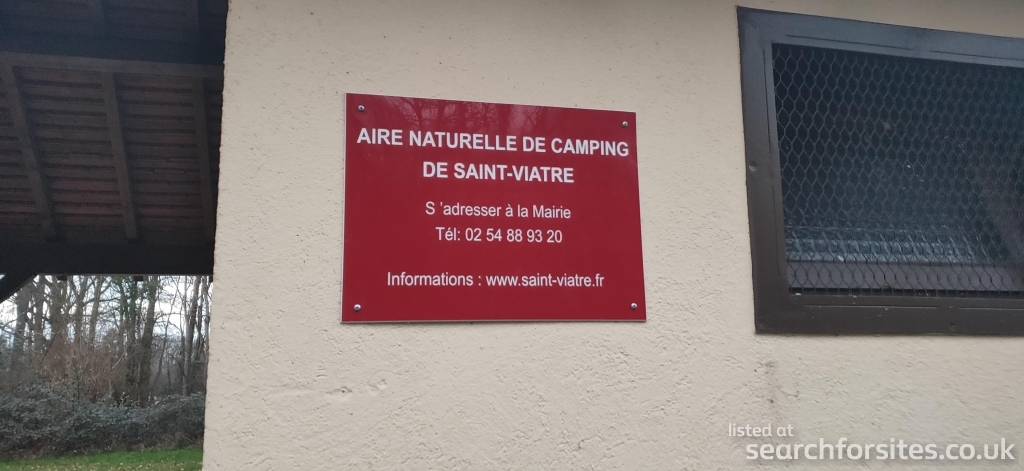 AIRE NATURELLE DE CAMPING
DE SAINT-VIATRE
S 'adresser à la Mairie
Tél: 02 54 88 93 20
Informations : www.saint-viatre.fr
listed at
searchforsites.co.uk